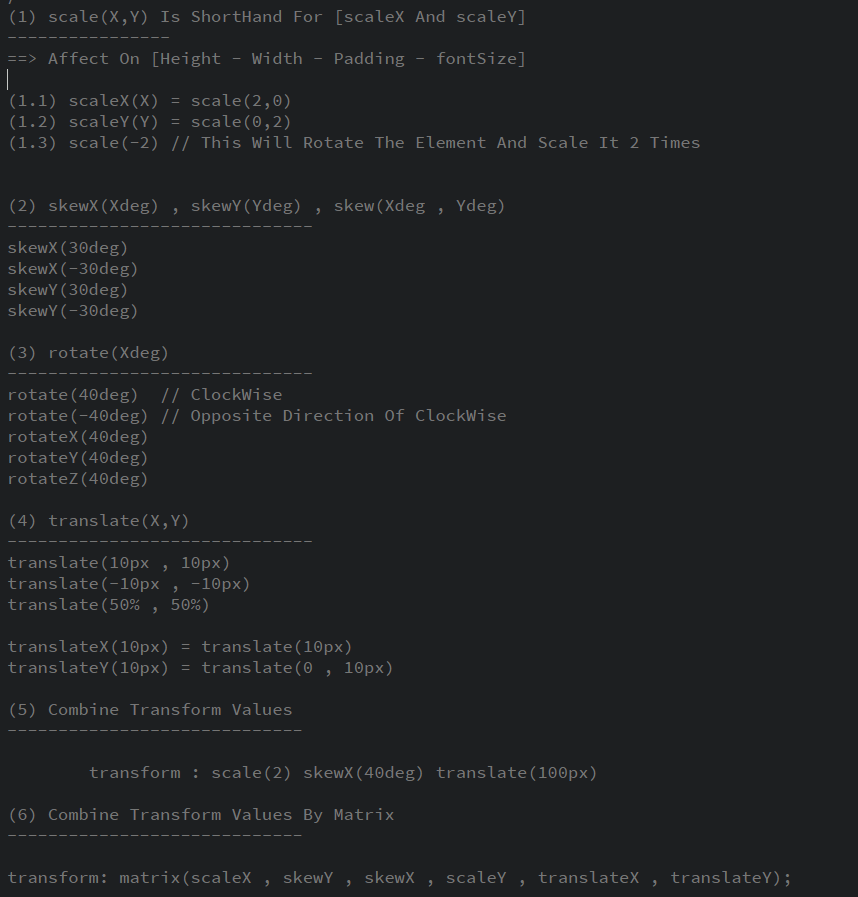 (1) scale(X,Y) Is ShortHand For [scaleX And scaleY]
----------------
==> Affect On [Height - Width - Padding - fontSize]
(1.1) scaleX(X) = scale(2,0)
(1.2) scaleY(Y) = scale(0,2)
(1.3) scale(-2) // This Will Rotate The Element And Scale It 2 Times
(2) skewX(Xdeg) , skewY(Ydeg) , skew(Xdeg , Ydeg)
------------------------------
skewX(30deg)
skewX(-30deg)
skewY(30deg)
skewY(-30deg)
(3) rotate(Xdeg)
------------------------------
rotate(40deg)  // ClockWise
rotate(-40deg) // Opposite Direction Of ClockWise
rotateX(40deg)
rotateY(40deg)
rotateZ(40deg)
(4) translate(X,Y)
------------------------------
translate(10px , 10px)
translate(-10px , -10px)
translate(50% , 50%)
translateX(10px) = translate(10px)
translateY(10px) = translate(0 , 10px)
(5) Combine Transform Values
-----------------------------
transform : scale(2) skewX(40deg) translate(100px)
(6) Combine Transform Values By Matrix
-----------------------------
transform: matrix(scaleX , skewY , skewX , scaleY , translateX , translateY);